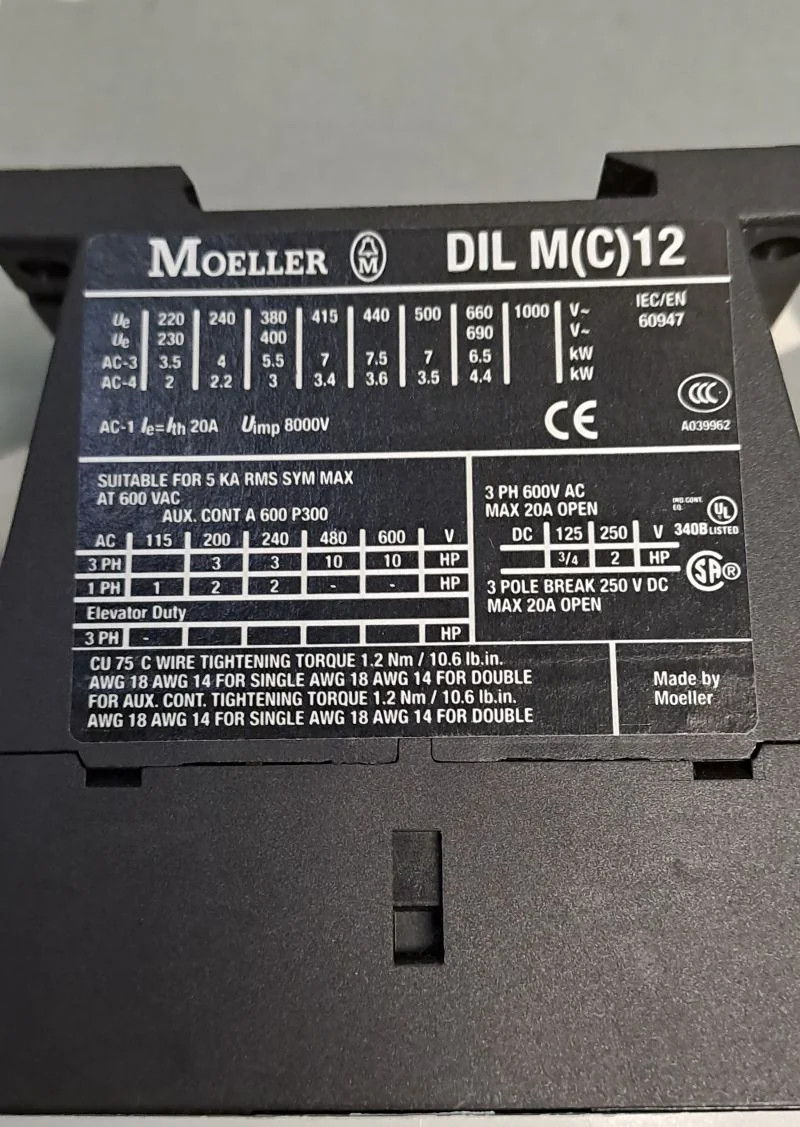 MOELLER M DIL M(C)12
Ue 220 240 380 415 440 500 660 1000 V~ IEC/EN
Ue 230 400 690 V~ 60947
AC-3 3.5 4 5.5 7 7.5 7 6.5 kW
AC-4 2 2.2 3 3.4 3.6 3.5 4.4 kW
CCC
AC-1 Ie=Ith 20A Uimp 8000V CE A039962
SUITABLE FOR 5 KA RMS SYM MAX
AT 600 VAC
AUX. CONT A 600 P300
AC 115 200 240 480 600 V
3 PH 3 3 10 10 HP
1 PH 1 2 2 - - HP
Elevator Duty
3 PH - HP
3 PH 600V AC
MAX 20A OPEN
IND.CONT.
EQ.
UL
DC 125 250 V 340B LISTED
3/4 2 HP
SA®
3 POLE BREAK 250 V DC
MAX 20A OPEN
CU 75°C WIRE TIGHTENING TORQUE 1.2 Nm / 10.6 lb.in.
AWG 18 AWG 14 FOR SINGLE AWG 18 AWG 14 FOR DOUBLE
FOR AUX. CONT. TIGHTENING TORQUE 1.2 Nm / 10.6 lb.in.
AWG 18 AWG 14 FOR SINGLE AWG 18 AWG 14 FOR DOUBLE
Made by
Moeller